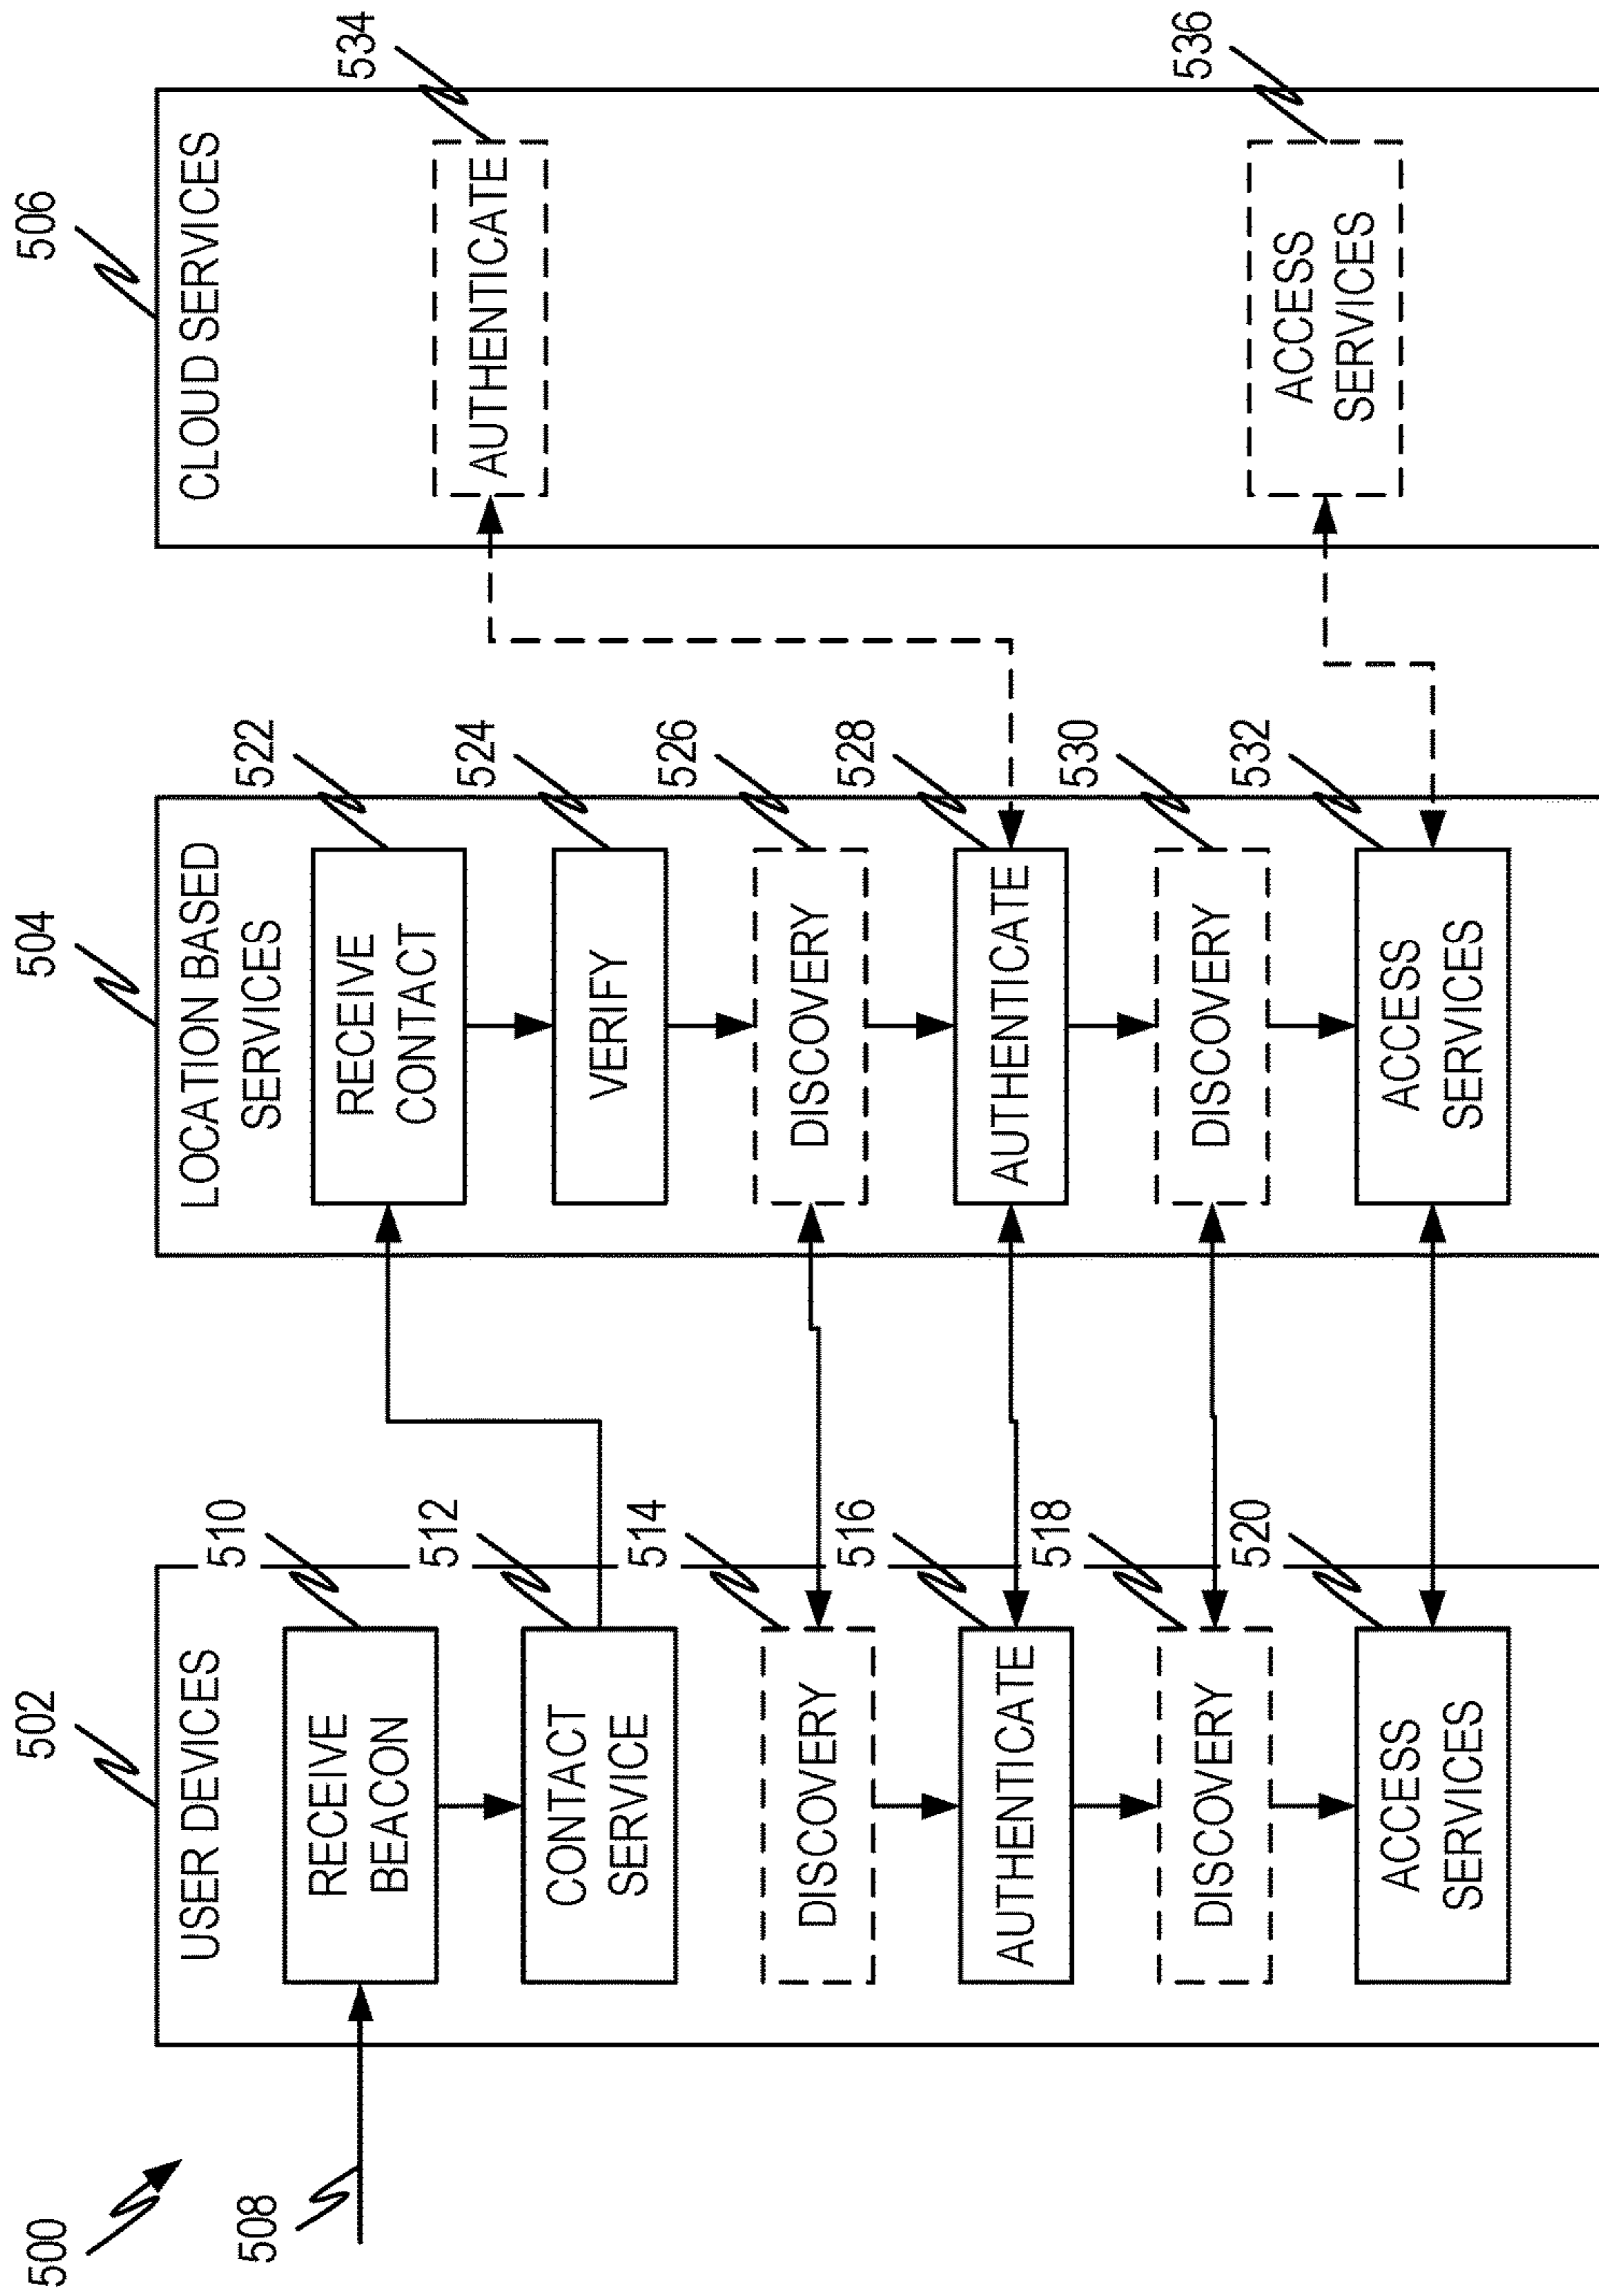 500
502
504
506
USER DEVICES
LOCATION BASED
SERVICES
CLOUD SERVICES
508
510
RECEIVE
BEACON
512
CONTACT
SERVICE
514
DISCOVERY
516
AUTHENTICATE
518
DISCOVERY
520
ACCESS
SERVICES
522
RECEIVE
CONTACT
524
VERIFY
526
DISCOVERY
528
AUTHENTICATE
530
DISCOVERY
532
ACCESS
SERVICES
534
AUTHENTICATE
536
ACCESS
SERVICES